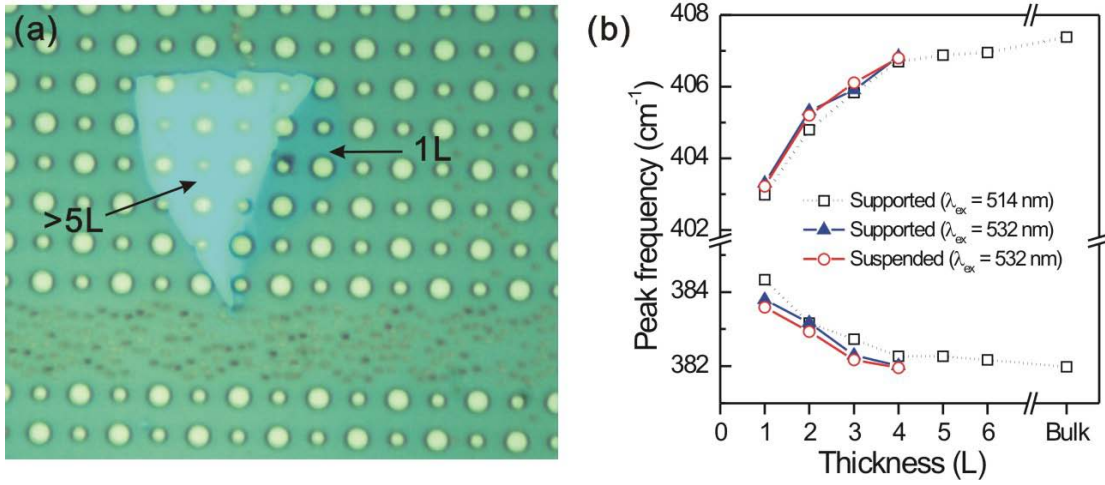 (a)
1L
>5L
(b)
408
406
404
402
384
382
Peak frequency (cm⁻¹)
Supported (λex = 514 nm)
Supported (λex = 532 nm)
Suspended (λex = 532 nm)
0 1 2 3 4 5 6 Bulk
Thickness (L)